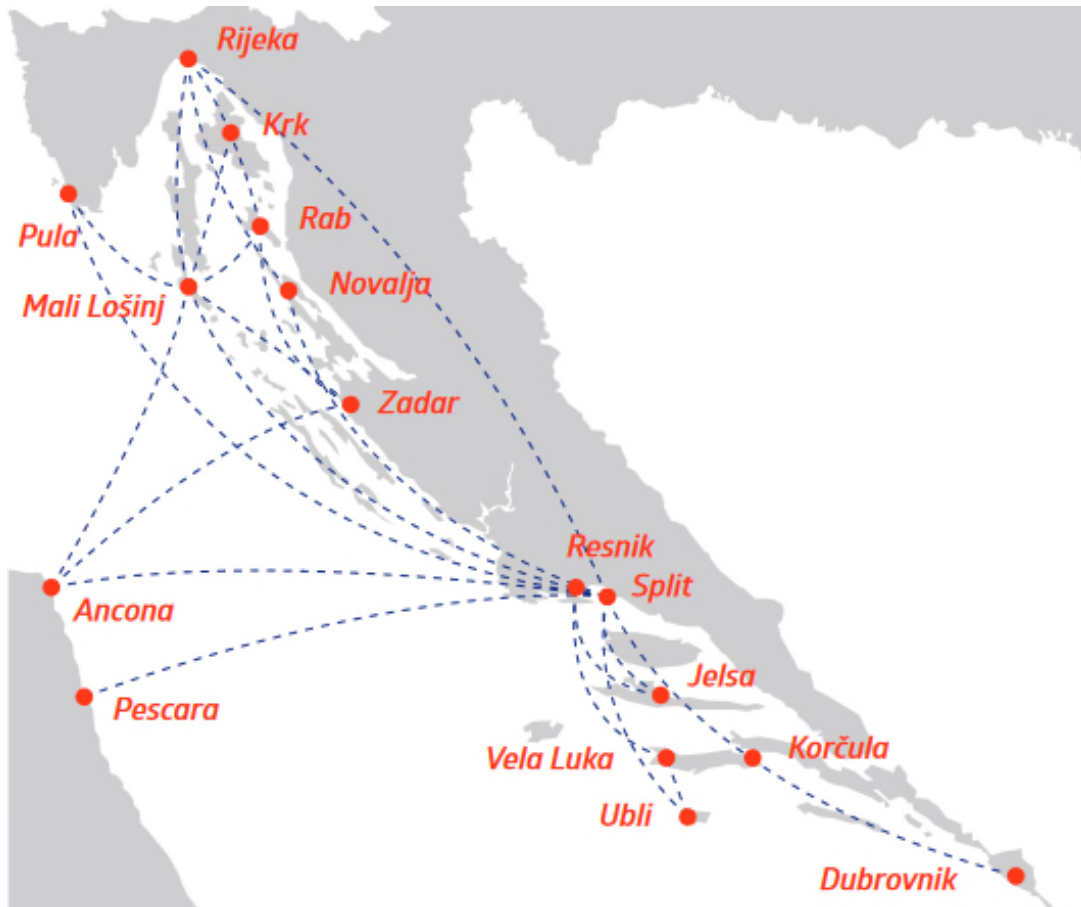 Rijeka
Krk
Pula
Rab
Mali Lošinj
Novalja
Zadar
Resnik
Split
Ancona
Pescara
Jelsa
Vela Luka
Korčula
Ubli
Dubrovnik